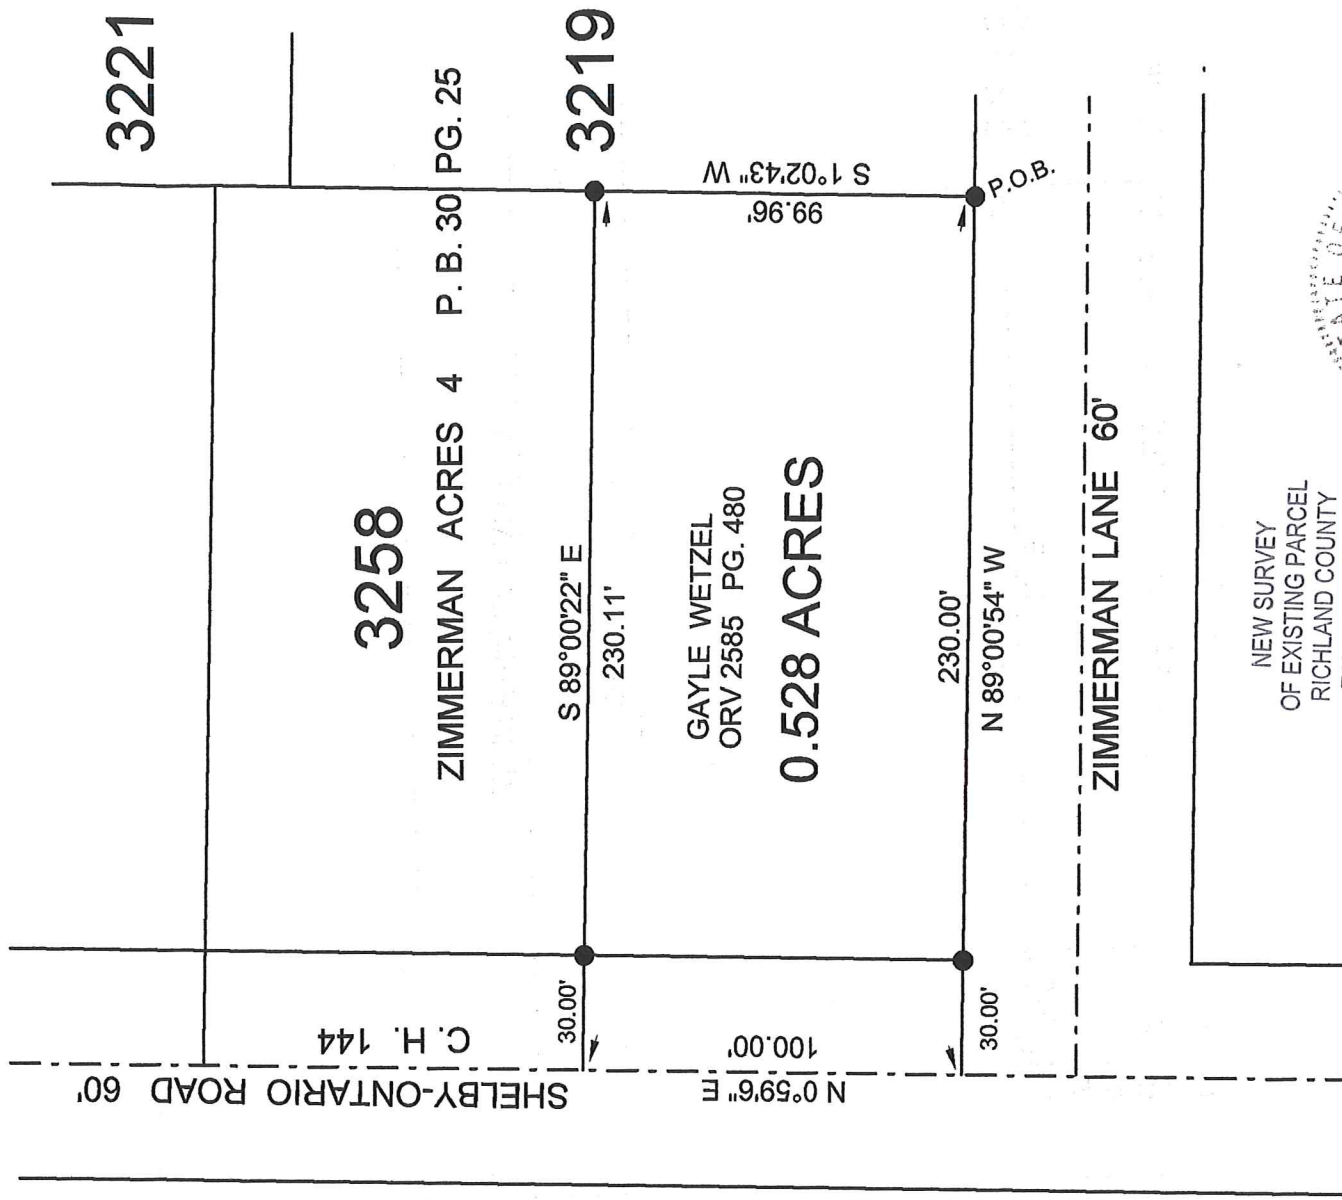 3221
3258
ZIMMERMAN ACRES 4 P. B. 30 PG. 25
3219
C. H. 144
SHELBY-ONTARIO ROAD 60'
S 89°00'22" E
230.11'
30.00'
S 1°02'43" W
99.96'
P.O.B.
GAYLE WETZEL
ORV 2585 PG. 480
0.528 ACRES
100.00'
N 0°59'6" E
230.00'
N 89°00'54" W
30.00'
ZIMMERMAN LANE 60'
NEW SURVEY
OF EXISTING PARCEL
RICHLAND COUNTY